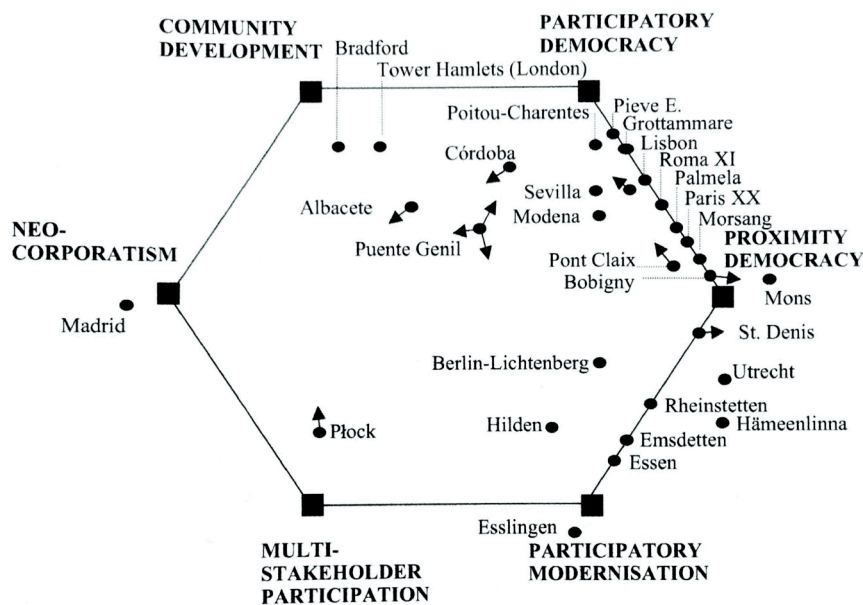 COMMUNITY
DEVELOPMENT
Bradford
PARTICIPATORY
DEMOCRACY
Tower Hamlets (London)
Poitou-Charentes
Pieve E.
Grottammare
Lisbon
Roma XI
Palmela
Paris XX
Morsang
Córdoba
Sevilla
Albacete
Modena
NEO-
CORPORATISM
Puente Genil
PROXIMITY
DEMOCRACY
Pont Claix
Bobigny
Mons
Madrid
St. Denis
Berlin-Lichtenberg
Utrecht
Rheinstetten
Płock
Hilden
Hämeenlinna
Emsdetten
Essen
Esslingen
MULTI-
STAKEHOLDER
PARTICIPATION
PARTICIPATORY
MODERNISATION